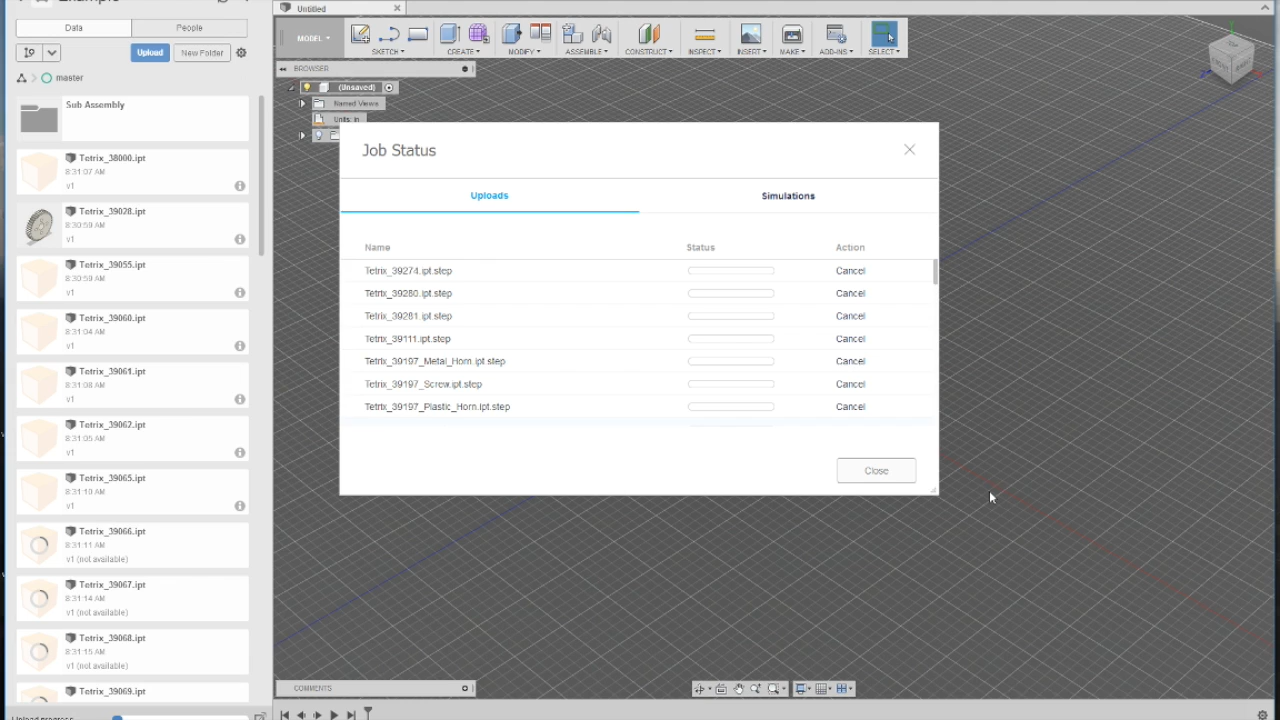 Example
Untitled
Data
People
Upload
New Folder
master
Sub Assembly
Tetrix_38000.ipt
8:31:07 AM
v1
Tetrix_39028.ipt
8:30:59 AM
v1
Tetrix_39055.ipt
8:30:59 AM
v1
Tetrix_39060.ipt
8:31:04 AM
v1
Tetrix_39061.ipt
8:31:08 AM
v1
Tetrix_39062.ipt
8:31:05 AM
v1
Tetrix_39065.ipt
8:31:10 AM
v1
Tetrix_39066.ipt
8:31:11 AM
v1 (not available)
Tetrix_39067.ipt
8:31:14 AM
v1 (not available)
Tetrix_39068.ipt
8:31:15 AM
v1 (not available)
Tetrix_39069.ipt
Upload progress
MODEL
SKETCH
CREATE
MODIFY
ASSEMBLE
CONSTRUCT
INSPECT
INSERT
MAKE
ADD-INS
SELECT
BROWSER
(Unsaved)
Named Views
Units: in
Job Status
Uploads Simulations
Name Status Action
Tetrix_39274.ipt.step Cancel
Tetrix_39280.ipt.step Cancel
Tetrix_39281.ipt.step Cancel
Tetrix_39111.ipt.step Cancel
Tetrix_39197_Metal_Horn.ipt.step Cancel
Tetrix_39197_Screw.ipt.step Cancel
Tetrix_39197_Plastic_Horn.ipt.step Cancel
Close
COMMENTS